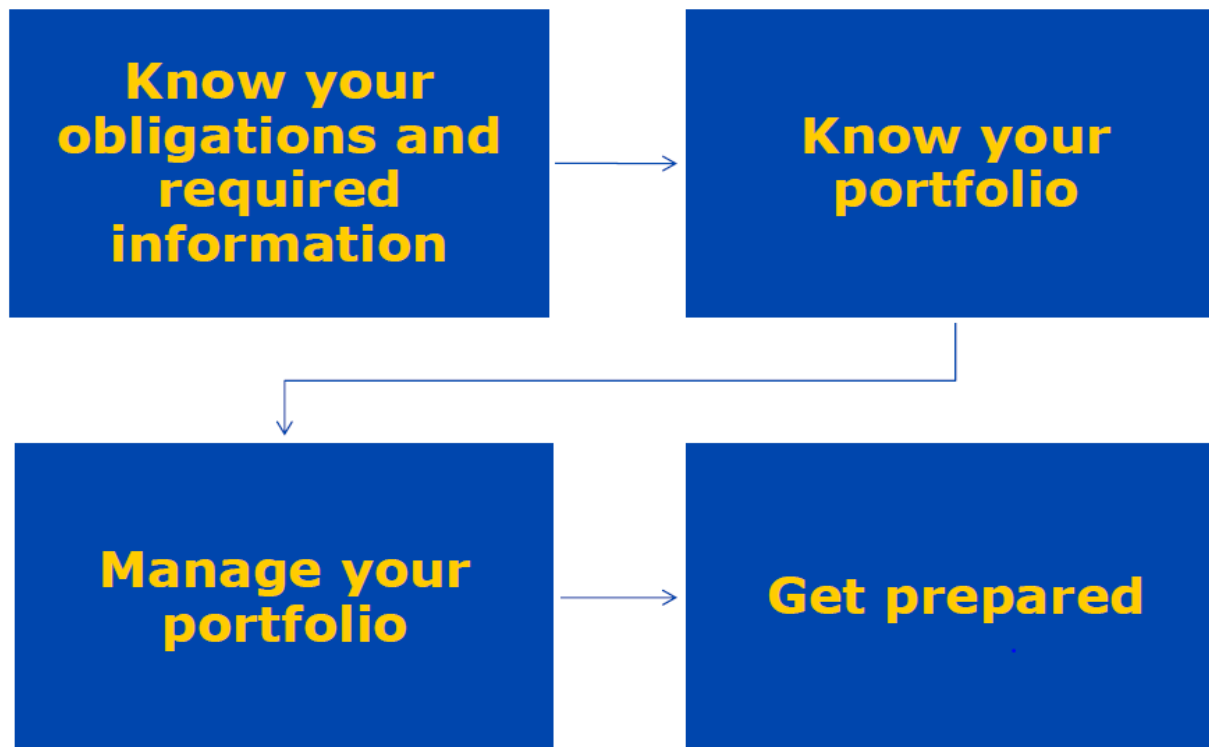 Know your
obligations and
required
information
Know your
portfolio
Manage your
portfolio
Get prepared